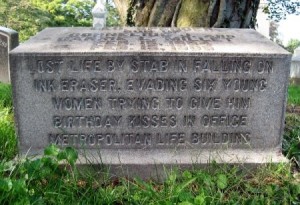 LOST LIFE BY STAB IN FALLING ON
INK ERASER, EVADING SIX YOUNG
WOMEN TRYING TO GIVE HIM
BIRTHDAY KISSES IN OFFICE
METROPOLITAN LIFE BUILDING